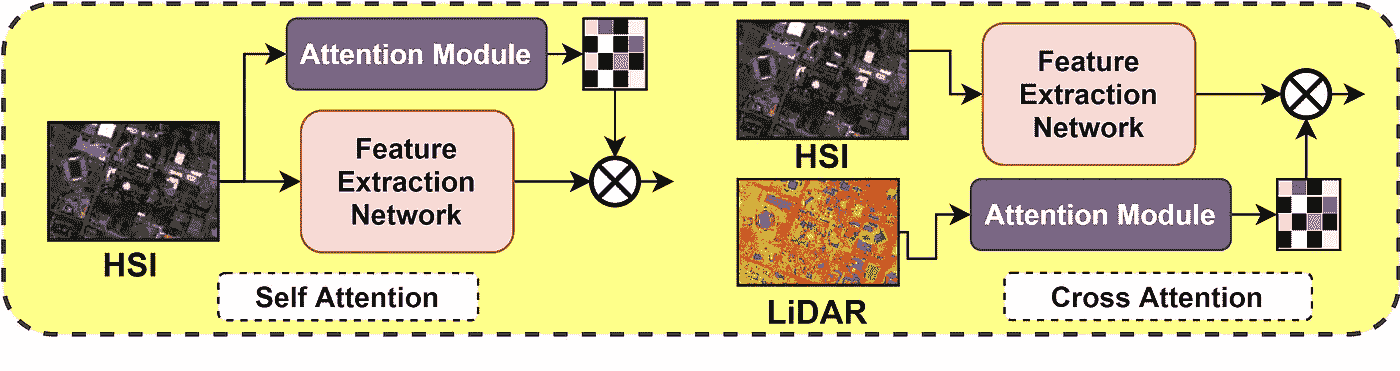 Attention Module
Feature
Extraction
Network
HSI
Self Attention
HSI
Feature
Extraction
Network
Attention Module
LiDAR
Cross Attention